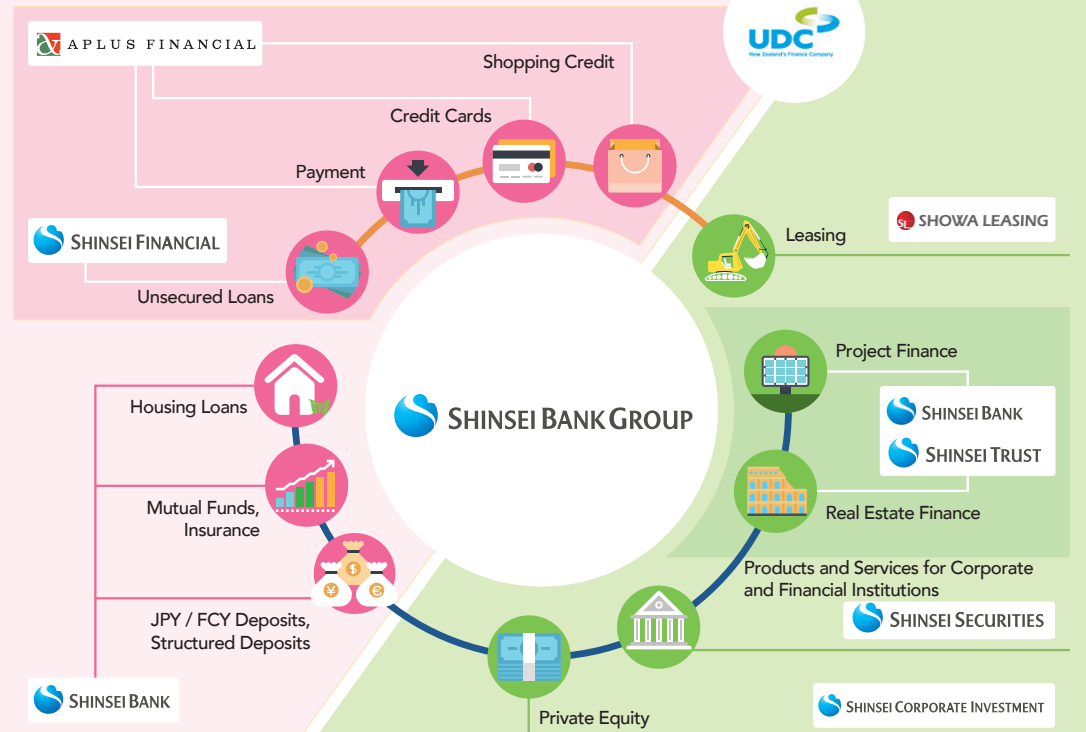 APLUS FINANCIAL
UDC
New Zealand's Finance Company
Shopping Credit
Credit Cards
Payment
SHINSEI FINANCIAL
Unsecured Loans
Leasing
SL
SHOWA LEASING
Project Finance
SHINSEI BANK
SHINSEI TRUST
Real Estate Finance
SHINSEI BANK GROUP
Housing Loans
Mutual Funds,
Insurance
JPY / FCY Deposits,
Structured Deposits
$
¥
€
SHINSEI BANK
Products and Services for Corporate
and Financial Institutions
SHINSEI SECURITIES
Private Equity
SHINSEI CORPORATE INVESTMENT